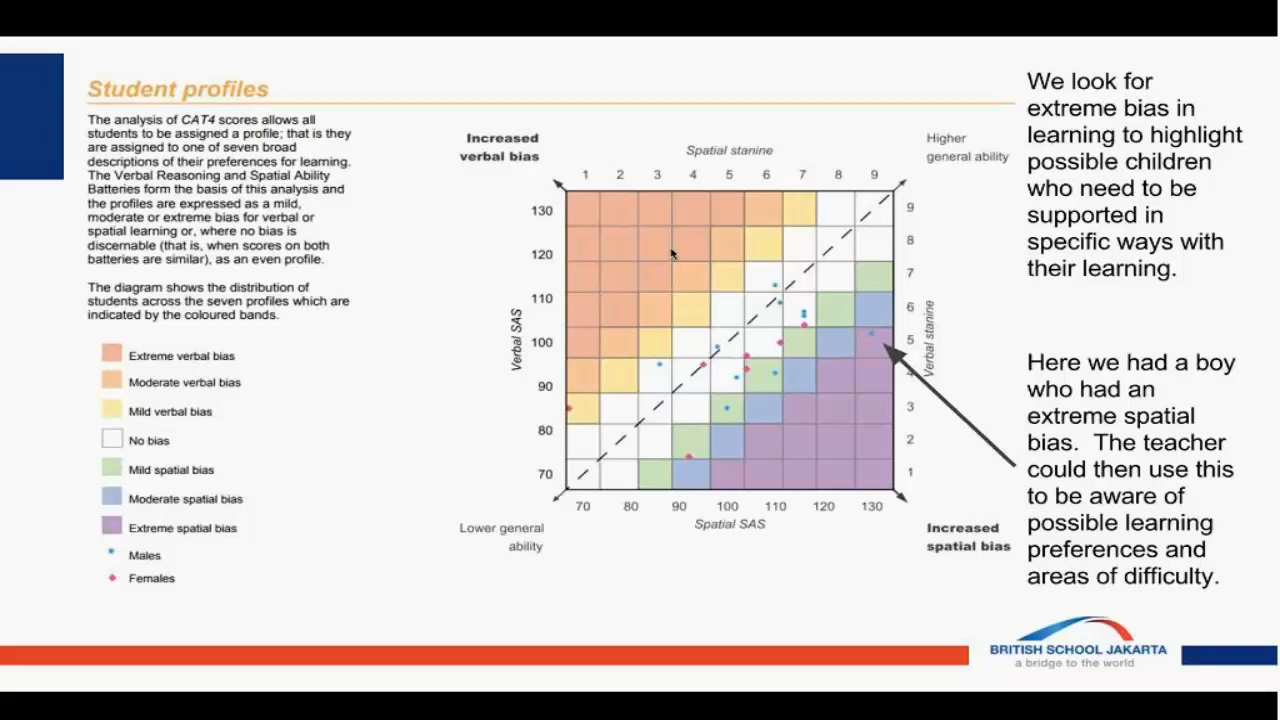 Student profiles
The analysis of CAT4 scores allows all
students to be assigned a profile; that is they
are assigned to one of seven broad
descriptions of their preferences for learning.
The Verbal Reasoning and Spatial Ability
Batteries form the basis of this analysis and
the profiles are expressed as a mild,
moderate or extreme bias for verbal or
spatial learning or, where no bias is
discernable (that is, when scores on both
batteries are similar), as an even profile.
The diagram shows the distribution of
students across the seven profiles which are
indicated by the coloured bands.
Extreme verbal bias
Moderate verbal bias
Mild verbal bias
No bias
Mild spatial bias
Moderate spatial bias
Extreme spatial bias
Males
Females
Increased
verbal bias
Spatial stanine
Higher
general ability
1 2 3 4 5 6 7 8 9
Verbal SAS
130
120
110
100
90
80
70
9
8
7
6
5
4
3
2
1
Verbal stanine
70 80 90 100 110 120 130
Spatial SAS
Lower general
ability
Increased
spatial bias
We look for
extreme bias in
learning to highlight
possible children
who need to be
supported in
specific ways with
their learning.
Here we had a boy
who had an
extreme spatial
bias. The teacher
could then use this
to be aware of
possible learning
preferences and
areas of difficulty.
BRITISH SCHOOL JAKARTA
a bridge to the world